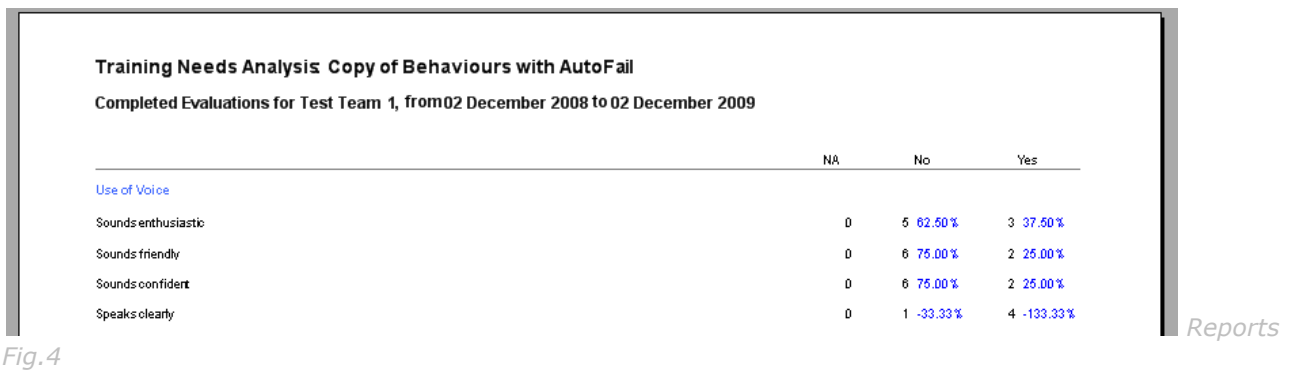 Training Needs Analysis: Copy of Behaviours with AutoFail
Completed Evaluations for Test Team 1, from 02 December 2008 to 02 December 2009
NA No Yes
Use of Voice
Sounds enthusiastic 0 5 62.50% 3 37.50%
Sounds friendly 0 6 75.00% 2 25.00%
Sounds confident 0 6 75.00% 2 25.00%
Speaks clearly 0 1 -33.33% 4 -133.33%
Reports
Fig.4